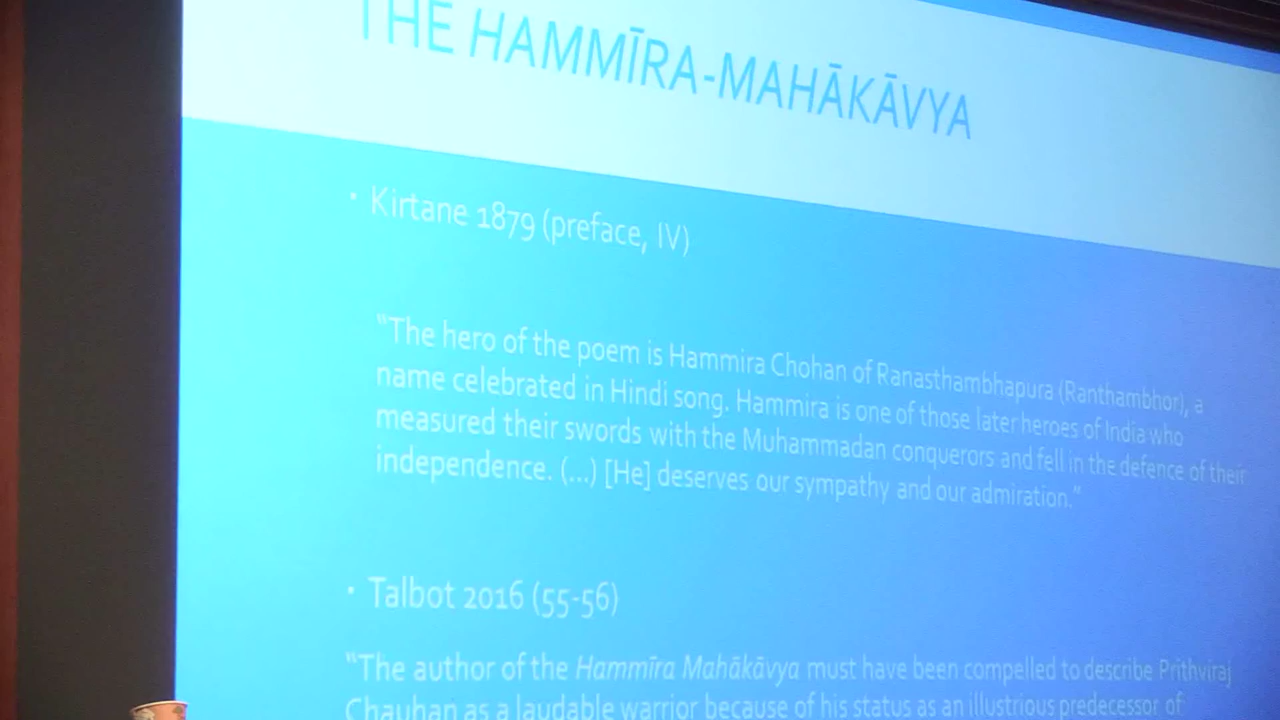 THE HAMMĪRA-MAHĀKĀVYA
• Kirtane 1879 (preface, IV)
“The hero of the poem is Hammira Chohan of Ranasthambhapura (Ranthambhor), a
name celebrated in Hindi song. Hammira is one of those later heroes of India who
measured their swords with the Muhammadan conquerors and fell in the defence of their
independence. (...) [He] deserves our sympathy and our admiration.”
• Talbot 2016 (55-56)
“The author of the Hammīra Mahākāvya must have been compelled to describe Prithviraj
Chauhan as a laudable warrior because of his status as an illustrious predecessor of